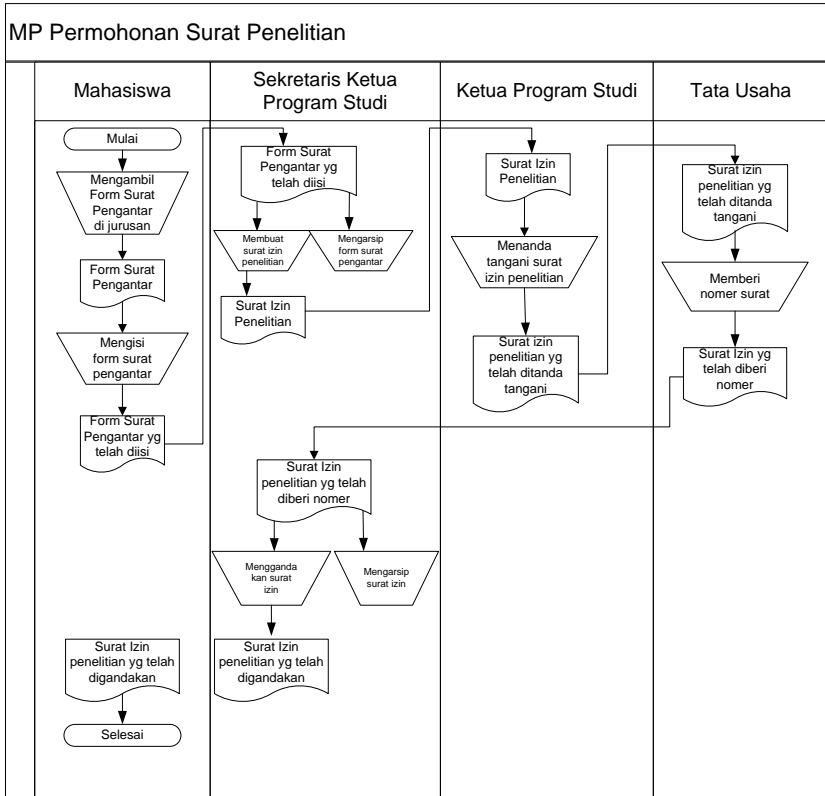 MP Permohonan Surat Penelitian
Mahasiswa
Sekretaris Ketua
Program Studi
Ketua Program Studi
Tata Usaha
Mulai
Mengambil
Form Surat
Pengantar
di jurusan
Form Surat
Pengantar
Mengisi
form surat
pengantar
Form Surat
Pengantar yg
telah diisi
Form Surat
Pengantar yg
telah diisi
Membuat
surat izin
penelitian
Mengarsip
form surat
pengantar
Surat Izin
Penelitian
Surat Izin
Penelitian
Menanda
tangani surat
izin penelitian
Surat izin
penelitian yg
telah ditanda
tangani
Surat izin
penelitian yg
telah ditanda
tangani
Memberi
nomer surat
Surat Izin yg
telah diberi
nomer
Surat Izin
penelitian yg telah
diberi nomer
Mengganda
kan surat
izin
Mengarsip
surat izin
Surat Izin
penelitian yg telah
digandakan
Surat Izin
penelitian yg telah
digandakan
Selesai